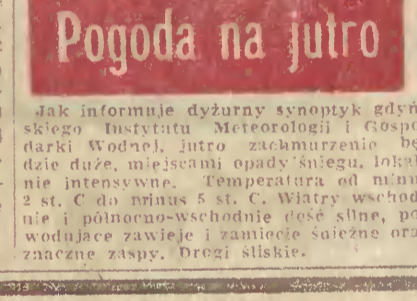 Pogoda na jutro
Jak informuje dyżurny synoptyk gdyń
skiego Instytutu Meteorologii i Gospo
darki Wodnej, jutro zachmurzenie bę
dzie duże, miejscami opady śniegu, lokal
nie intensywne. Temperatura od minu
2 st. C do minus 5 st. C. Wiatry wschod
nie i północno-wschodnie dość silne, po
wodujące zawieje i zamiecie śnieżne ora
znaczne zaspy. Drogi śliskie.